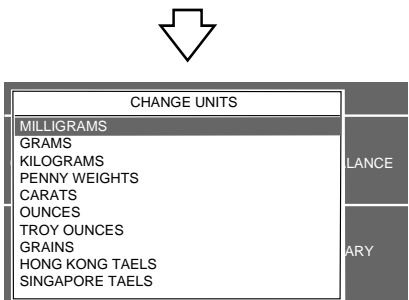 CHANGE UNITS
MILLIGRAMS
GRAMS
KILOGRAMS
PENNY WEIGHTS
LANCE
CARATS
OUNCES
TROY OUNCES
GRAINS
ARY
HONG KONG TAELS
SINGAPORE TAELS